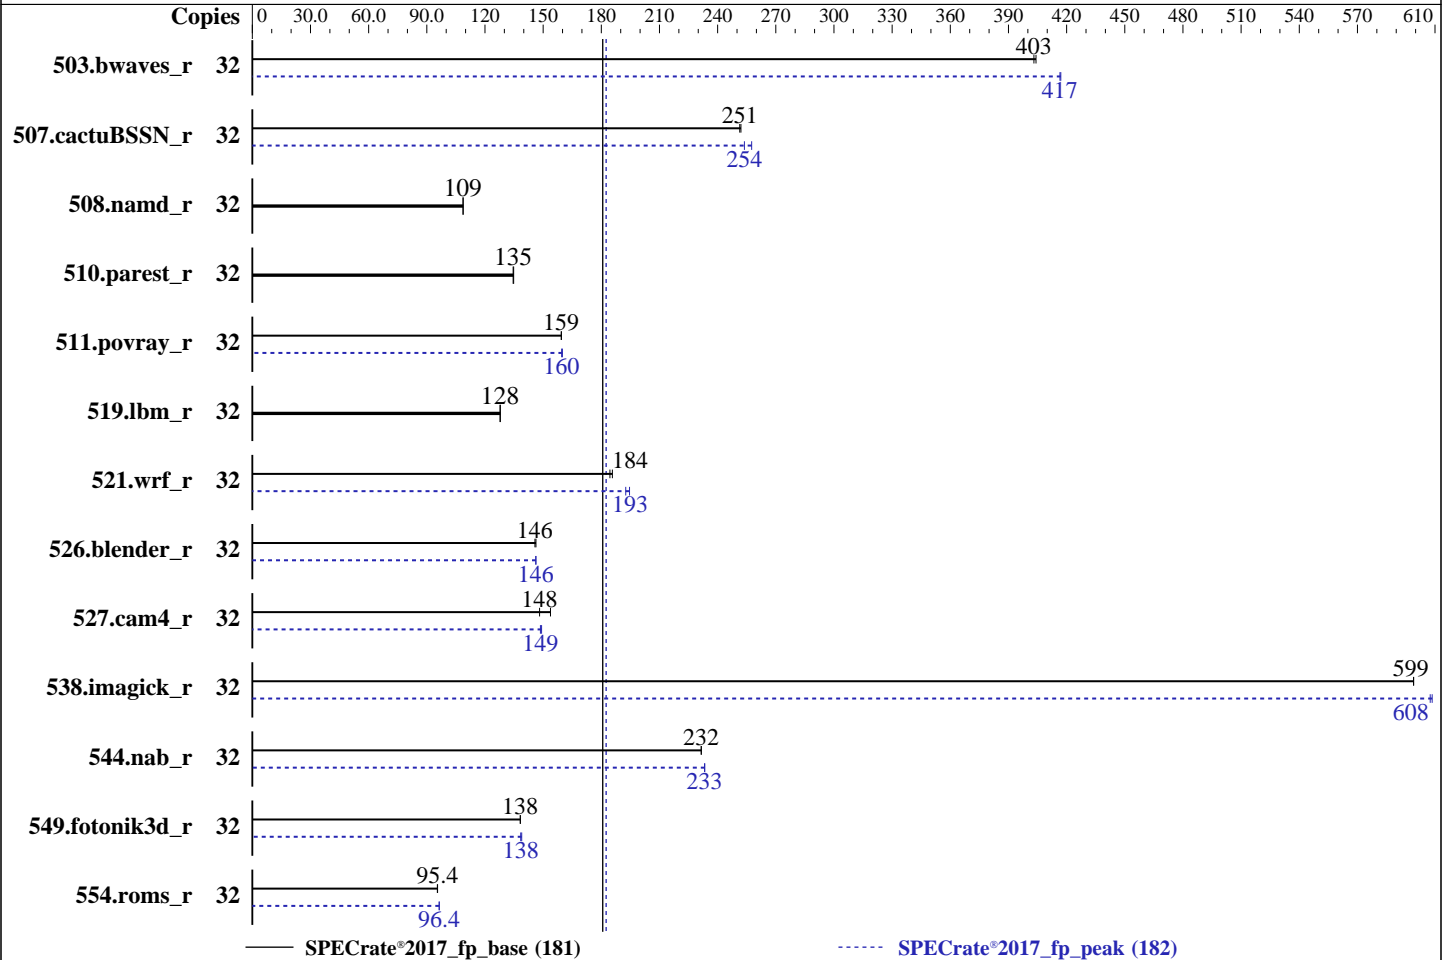 Copies 0 30.0 60.0 90.0 120 150 180 210 240 270 300 330 360 390 420 450 480 510 540 570 610
503.bwaves_r 32 403
417
507.cactuBSSN_r 32 251
254
508.namd_r 32 109
510.parest_r 32 135
511.povray_r 32 159
160
519.lbm_r 32 128
521.wrf_r 32 184
193
526.blender_r 32 146
146
527.cam4_r 32 148
149
538.imagick_r 32 599
608
544.nab_r 32 232
233
549.fotonik3d_r 32 138
138
554.roms_r 32 95.4
96.4
SPECrate®2017_fp_base (181) SPECrate®2017_fp_peak (182)